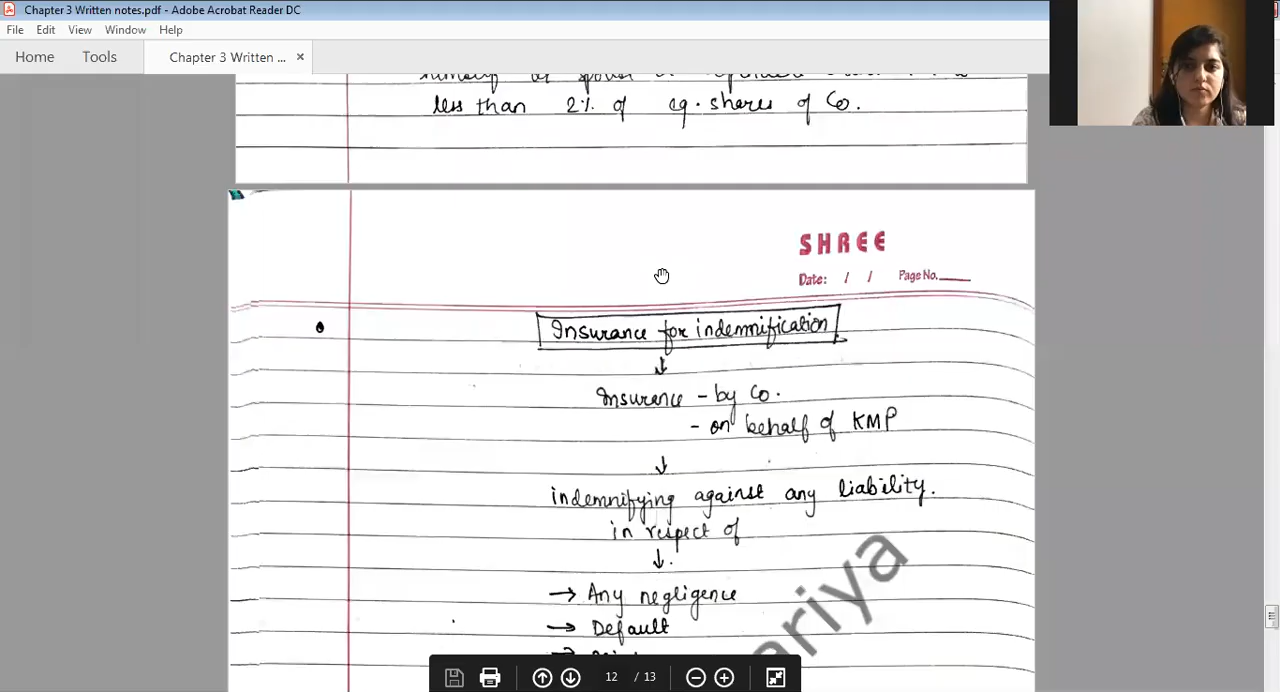 Chapter 3 Written notes.pdf - Adobe Acrobat Reader DC
File Edit View Window Help
Home Tools Chapter 3 Written ... ×
less than 2% of eq. shares of Co.
SHREE
Date: / / Page No.
Insurance for indemnification
Insurance - by Co.
- on behalf of KMP
indemnifying against any liability.
in respect of
→ Any negligence
→ Default
ariya
12 / 13